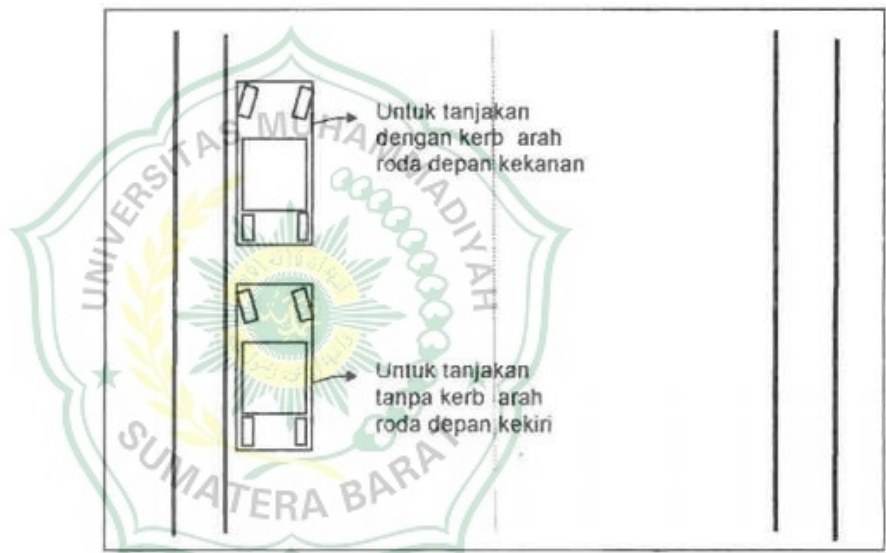 Untuk tanjakan
dengan kerb arah
roda depan kekanan
Untuk tanjakan
tanpa kerb arah
roda depan kekiri
UNIVERSITAS MUHAMMADIYAH
SUMATERA BARAT